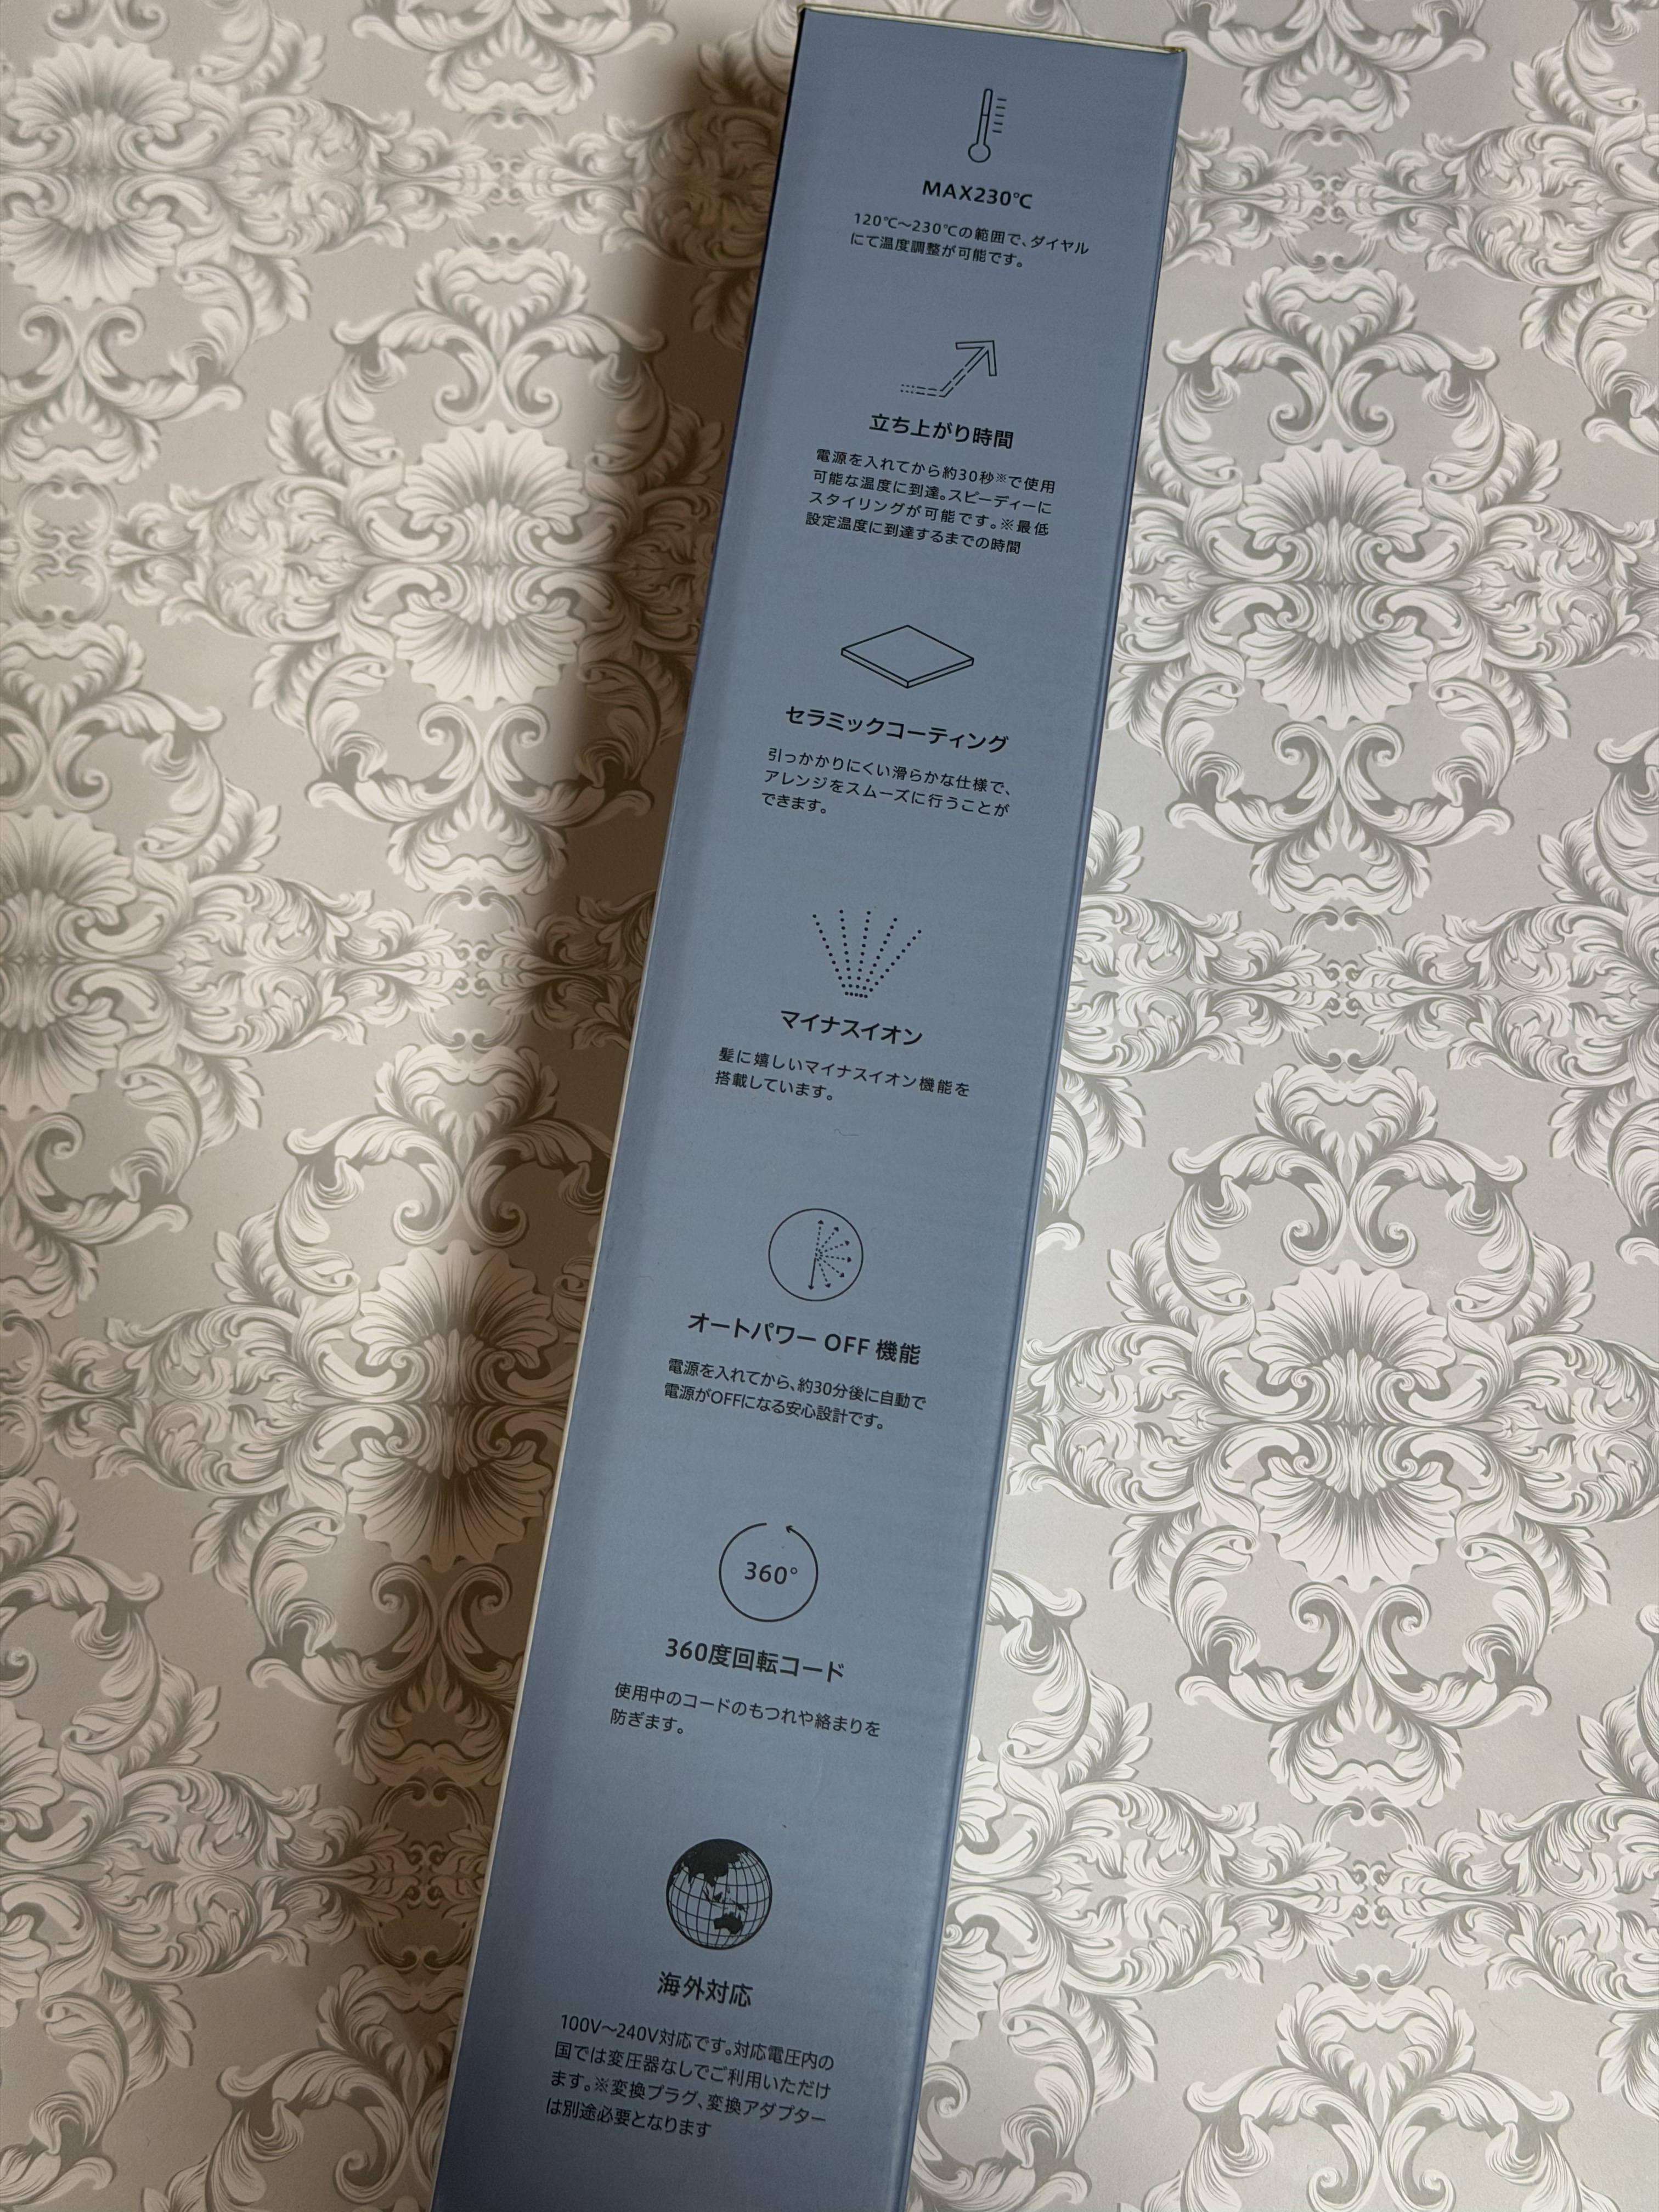 MAX230℃
120℃～230℃の範囲で、ダイヤル
にて温度調整が可能です。
立ち上がり時間
電源を入れてから約30秒※で使用
可能な温度に到達。スピーディーに
スタイリングが可能です。※最低
設定温度に到達するまでの時間
セラミックコーティング
引っかかりにくい滑らかな仕様で、
アレンジをスムーズに行うことが
できます。
マイナスイオン
髪に嬉しいマイナスイオン機能を
搭載しています。
オートパワー OFF 機能
電源を入れてから、約30分後に自動で
電源がOFFになる安心設計です。
360°
360度回転コード
使用中のコードのもつれや絡まりを
防ぎます。
海外対応
100V～240V対応です。対応電圧内の
国では変圧器なしでご利用いただけ
ます。※変換プラグ、変換アダプター
は別途必要となります